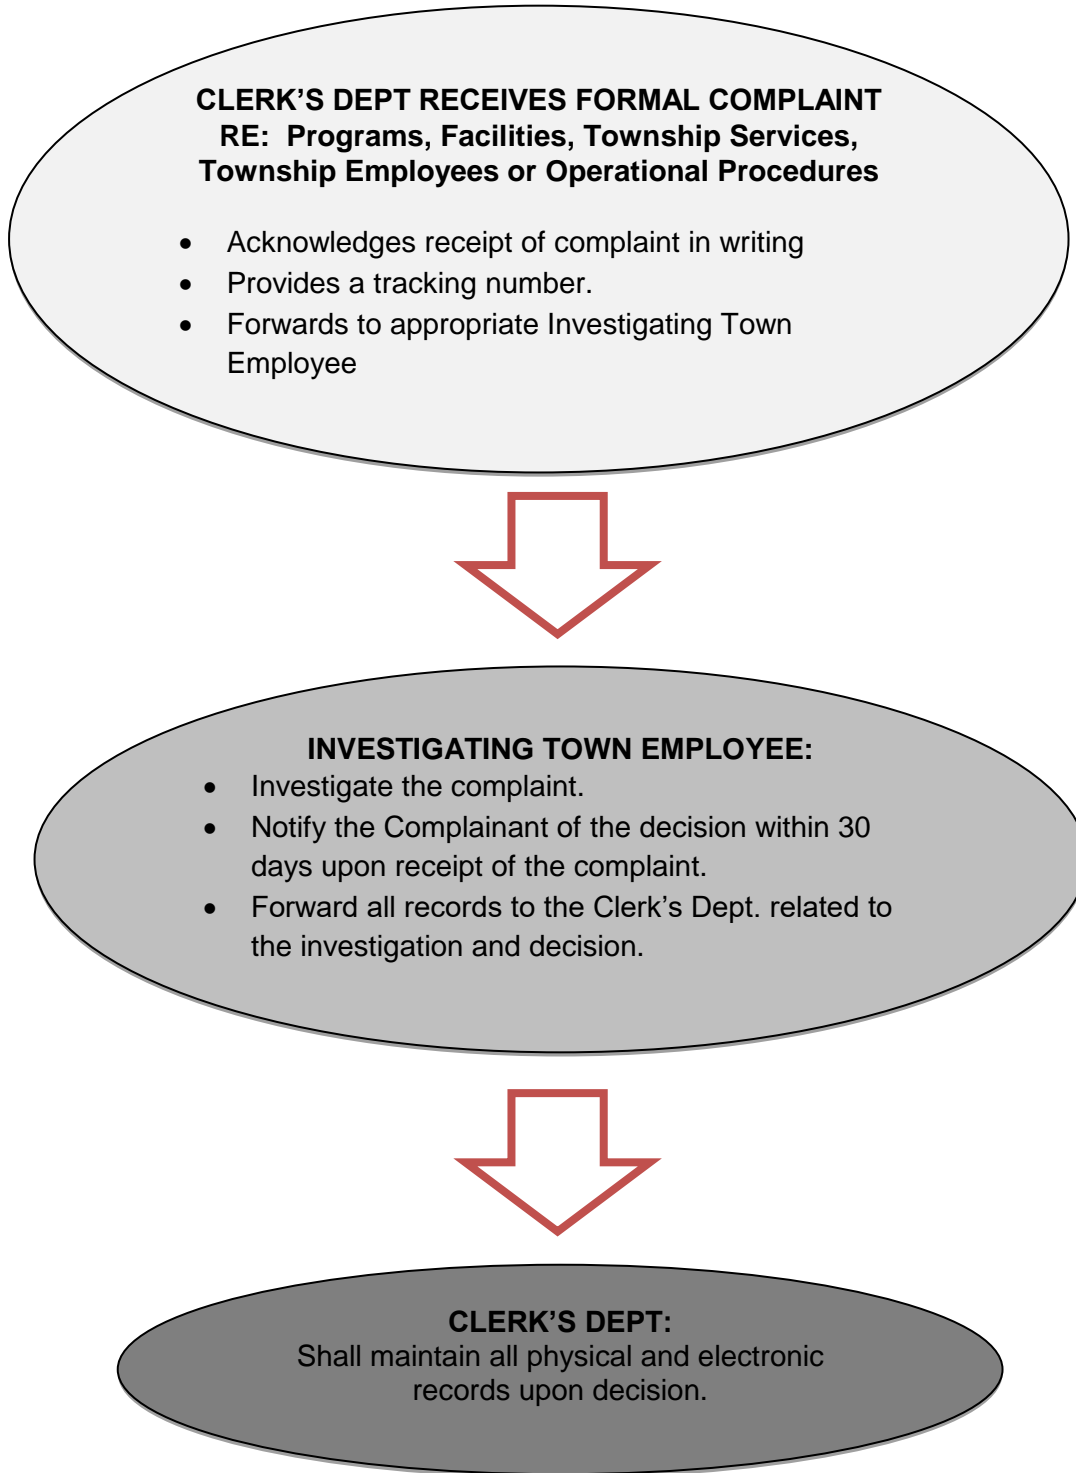 CLERK’S DEPT RECEIVES FORMAL COMPLAINT
RE:  Programs, Facilities, Township Services,
Township Employees or Operational Procedures
• Acknowledges receipt of complaint in writing
• Provides a tracking number.
• Forwards to appropriate Investigating Town
Employee
INVESTIGATING TOWN EMPLOYEE:
• Investigate the complaint.
• Notify the Complainant of the decision within 30
days upon receipt of the complaint.
• Forward all records to the Clerk’s Dept. related to
the investigation and decision.
CLERK’S DEPT:
Shall maintain all physical and electronic
records upon decision.